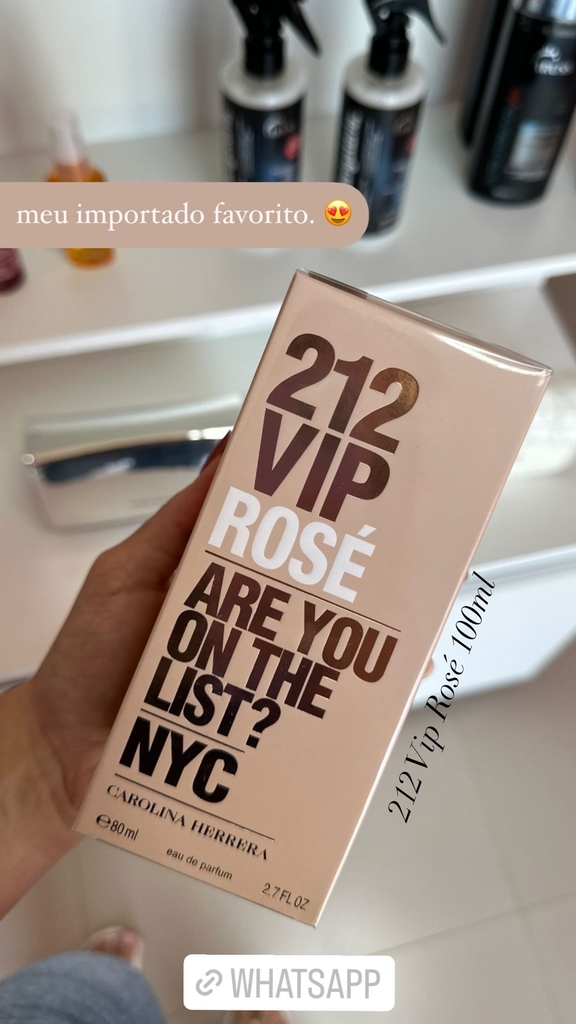 meu importado favorito. 😍
212
VIP
ROSÉ
ARE YOU
ON THE
LIST?
NYC
CAROLINA HERRERA
℮80ml
eau de parfum
2.7 FL OZ
212 Vip Rosé 100ml
WHATSAPP